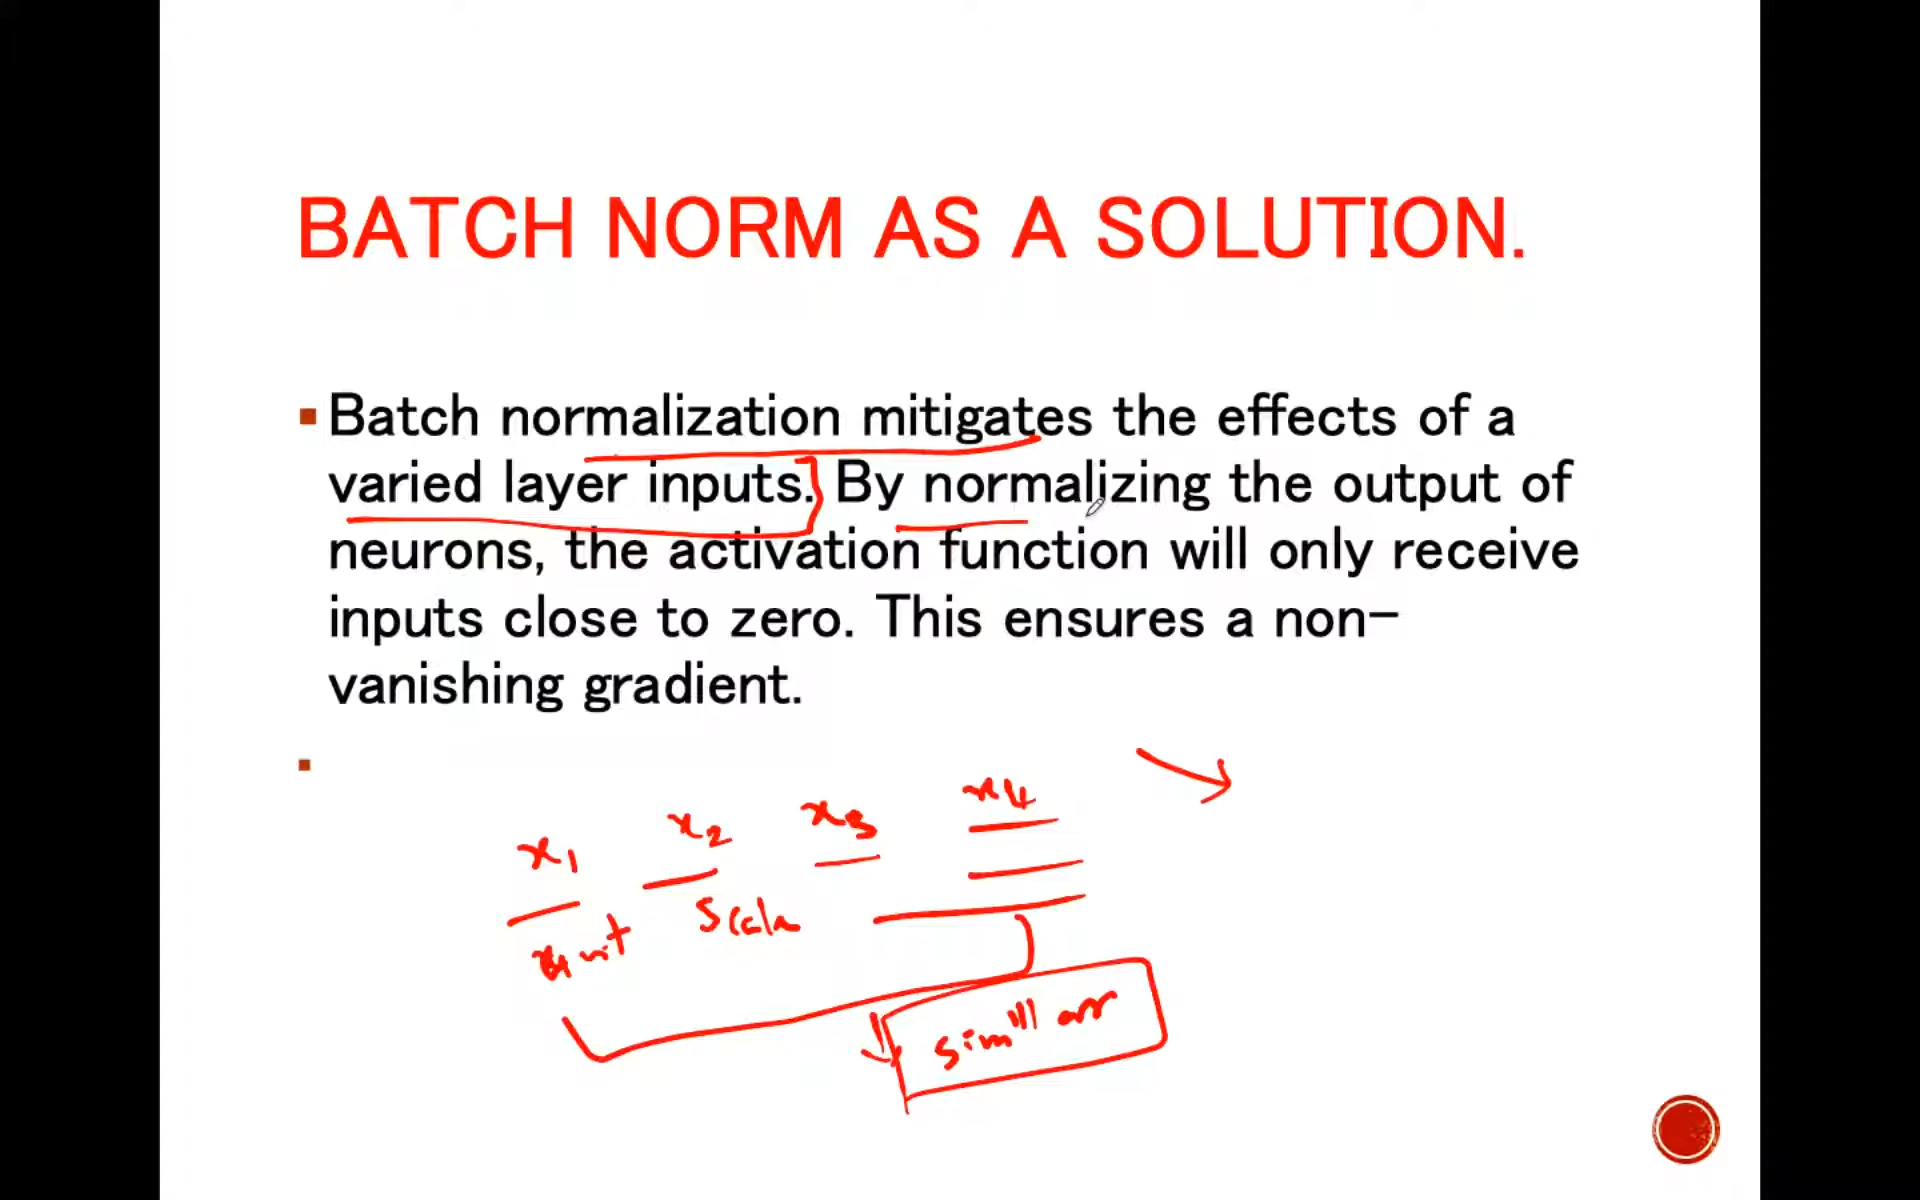 BATCH NORM AS A SOLUTION.
Batch normalization mitigates the effects of a
varied layer inputs. By normalizing the output of
neurons, the activation function will only receive
inputs close to zero. This ensures a non-
vanishing gradient.
x1 x2 x3 x4